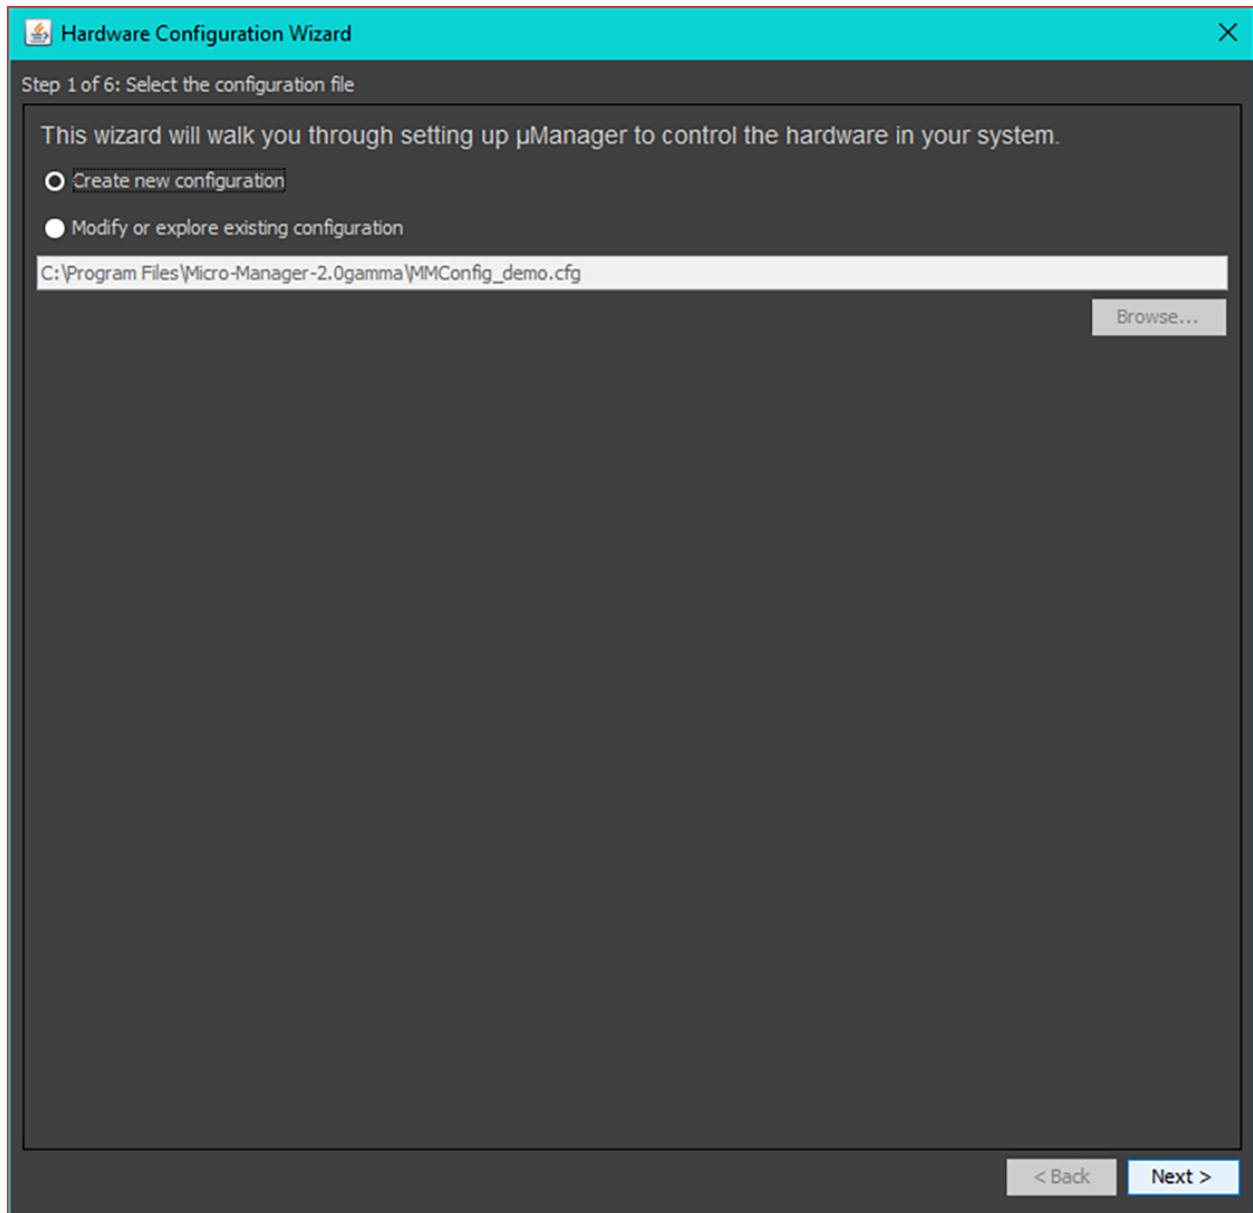 Hardware Configuration Wizard
Step 1 of 6: Select the configuration file
This wizard will walk you through setting up µManager to control the hardware in your system.
Create new configuration
Modify or explore existing configuration
C:\Program Files\Micro-Manager-2.0gamma\MMConfig_demo.cfg
Browse...
< Back
Next >